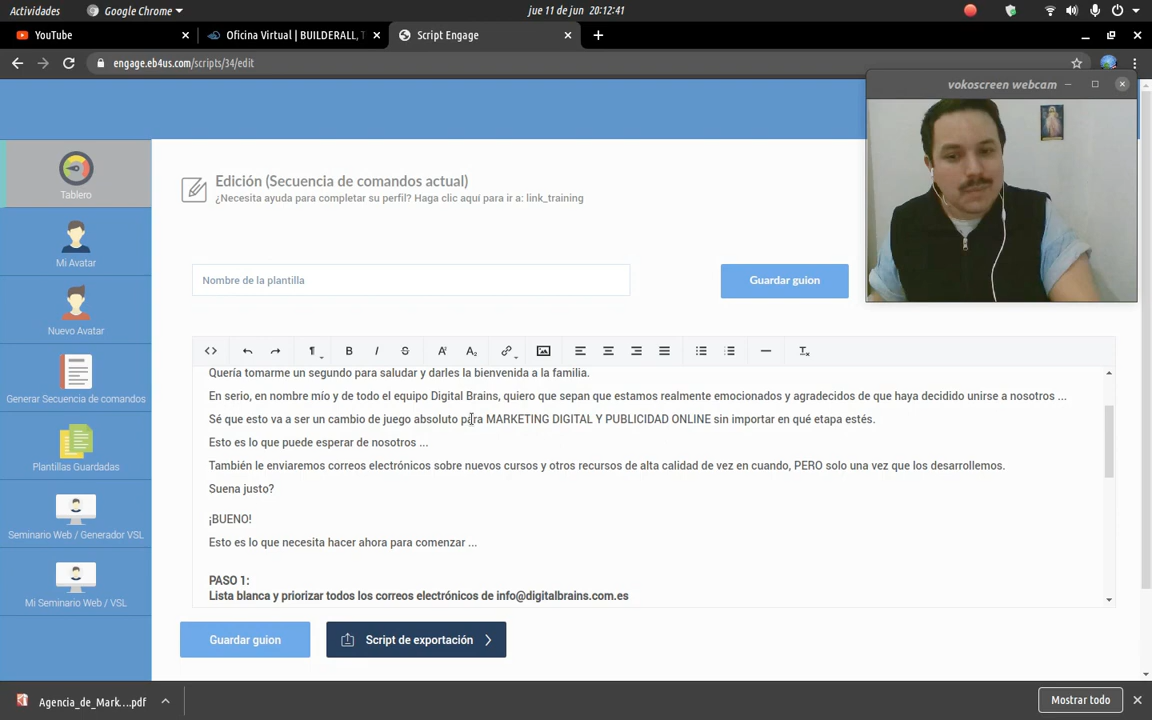 Actividades
Google Chrome
jue 11 de jun 20:12:41
YouTube
Oficina Virtual | BUILDERALL, T
Script Engage
engage.eb4us.com/scripts/34/edit
vokoscreen webcam
Tablero
Mi Avatar
Nuevo Avatar
Generar Secuencia de comandos
Plantillas Guardadas
Seminario Web / Generador VSL
Mi Seminario Web / VSL
Edición (Secuencia de comandos actual)
¿Necesita ayuda para completar su perfil? Haga clic aquí para ir a: link_training
Nombre de la plantilla
Guardar guion
Quería tomarme un segundo para saludar y darles la bienvenida a la familia.
En serio, en nombre mío y de todo el equipo Digital Brains, quiero que sepan que estamos realmente emocionados y agradecidos de que haya decidido unirse a nosotros ...
Sé que esto va a ser un cambio de juego absoluto para MARKETING DIGITAL Y PUBLICIDAD ONLINE sin importar en qué etapa estés.
Esto es lo que puede esperar de nosotros ...
También le enviaremos correos electrónicos sobre nuevos cursos y otros recursos de alta calidad de vez en cuando, PERO solo una vez que los desarrollemos.
Suena justo?
¡BUENO!
Esto es lo que necesita hacer ahora para comenzar ...
PASO 1:
Lista blanca y priorizar todos los correos electrónicos de info@digitalbrains.com.es
Guardar guion
Script de exportación
Agencia_de_Mark....pdf
Mostrar todo